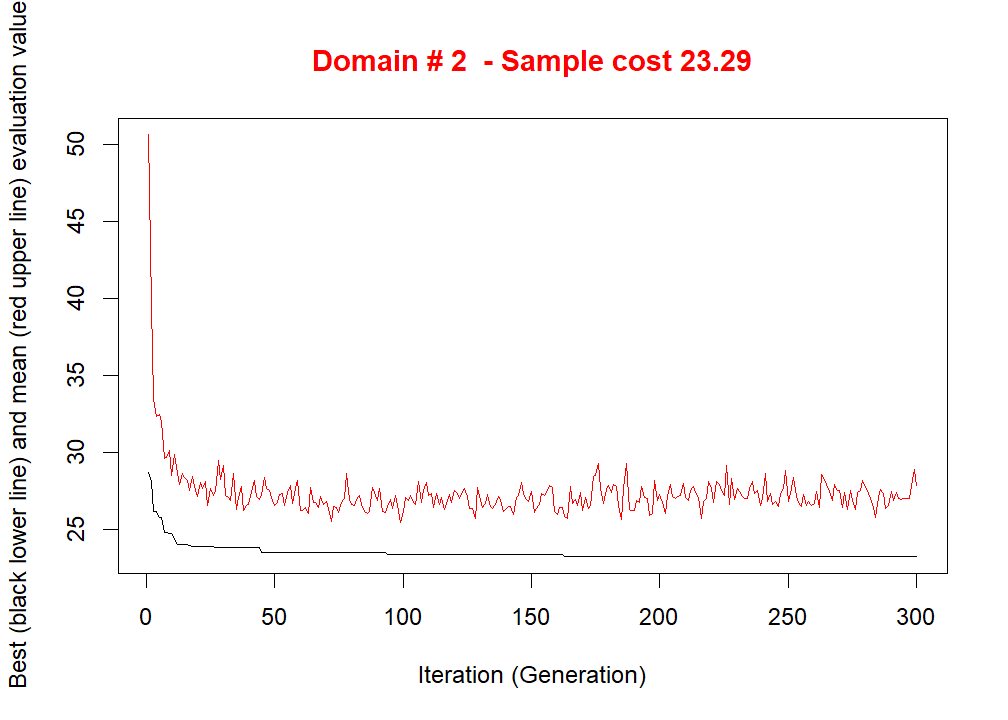 Domain # 2  - Sample cost 23.29
Best (black lower line) and mean (red upper line) evaluation value
50
45
40
35
30
25
0 50 100 150 200 250 300
Iteration (Generation)